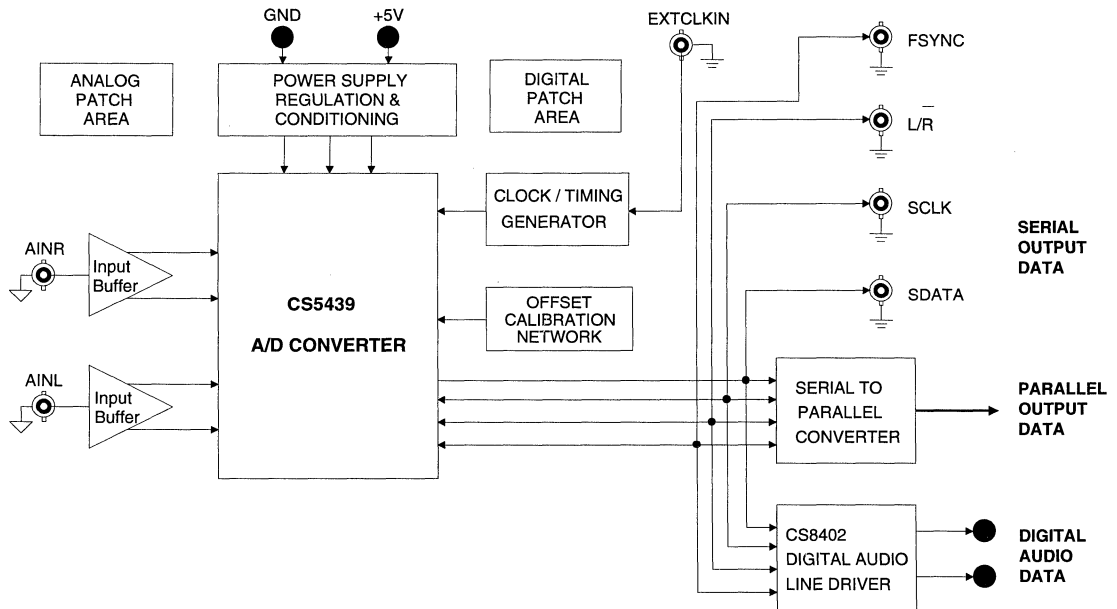 GND
+5V
EXTCLKIN
FSYNC
ANALOG
PATCH
AREA
POWER SUPPLY
REGULATION &
CONDITIONING
DIGITAL
PATCH
AREA
L/R̅
CLOCK / TIMING
GENERATOR
SCLK
SERIAL
OUTPUT
DATA
AINR
Input
Buffer
CS5439
A/D CONVERTER
OFFSET
CALIBRATION
NETWORK
SDATA
AINL
Input
Buffer
SERIAL TO
PARALLEL
CONVERTER
PARALLEL
OUTPUT
DATA
CS8402
DIGITAL AUDIO
LINE DRIVER
DIGITAL
AUDIO
DATA